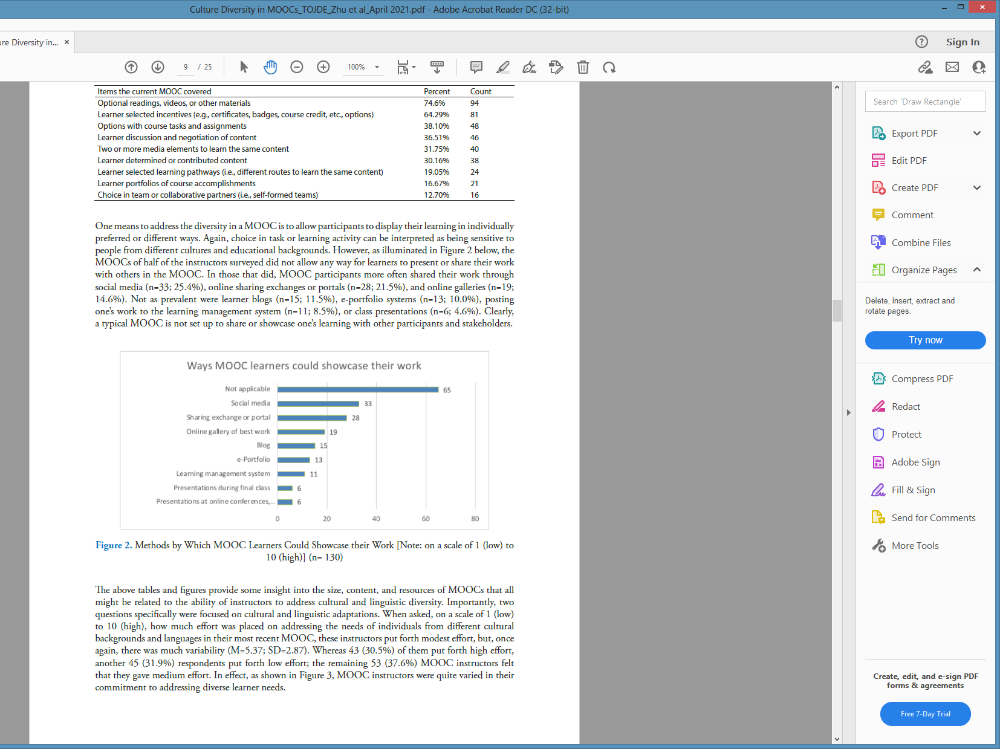 Culture Diversity in MOOCs_TOJDE_Zhu et al_April 2021.pdf - Adobe Acrobat Reader DC (32-bit)
ure Diversity in... ×
Sign In
9 / 25
100%
Items the current MOOC covered Percent Count
Optional readings, videos, or other materials 74.6% 94
Learner selected incentives (e.g., certificates, badges, course credit, etc., options) 64.29% 81
Options with course tasks and assignments 38.10% 48
Learner discussion and negotiation of content 36.51% 46
Two or more media elements to learn the same content 31.75% 40
Learner determined or contributed content 30.16% 38
Learner selected learning pathways (i.e., different routes to learn the same content) 19.05% 24
Learner portfolios of course accomplishments 16.67% 21
Choice in team or collaborative partners (i.e., self-formed teams) 12.70% 16
One means to address the diversity in a MOOC is to allow participants to display their learning in individually
preferred or different ways. Again, choice in task or learning activity can be interpreted as being sensitive to
people from different cultures and educational backgrounds. However, as illuminated in Figure 2 below, the
MOOCs of half of the instructors surveyed did not allow any way for learners to present or share their work
with others in the MOOC. In those that did, MOOC participants more often shared their work through
social media (n=33; 25.4%), online sharing exchanges or portals (n=28; 21.5%), and online galleries (n=19;
14.6%). Not as prevalent were learner blogs (n=15; 11.5%), e-portfolio systems (n=13; 10.0%), posting
one's work to the learning management system (n=11; 8.5%), or class presentations (n=6; 4.6%). Clearly,
a typical MOOC is not set up to share or showcase one's learning with other participants and stakeholders.
Ways MOOC learners could showcase their work
Not applicable 65
Social media 33
Sharing exchange or portal 28
Online gallery of best work 19
Blog 15
e-Portfolio 13
Learning management system 11
Presentations during final class 6
Presentations at online conferences,... 6
0 20 40 60 80
Figure 2. Methods by Which MOOC Learners Could Showcase their Work [Note: on a scale of 1 (low) to
10 (high)] (n= 130)
The above tables and figures provide some insight into the size, content, and resources of MOOCs that all
might be related to the ability of instructors to address cultural and linguistic diversity. Importantly, two
questions specifically were focused on cultural and linguistic adaptations. When asked, on a scale of 1 (low)
to 10 (high), how much effort was placed on addressing the needs of individuals from different cultural
backgrounds and languages in their most recent MOOC, these instructors put forth modest effort, but, once
again, there was much variability (M=5.37; SD=2.87). Whereas 43 (30.5%) of them put forth high effort,
another 45 (31.9%) respondents put forth low effort; the remaining 53 (37.6%) MOOC instructors felt
that they gave medium effort. In effect, as shown in Figure 3, MOOC instructors were quite varied in their
commitment to addressing diverse learner needs.
Search 'Draw Rectangle'
Export PDF
Edit PDF
Create PDF
Comment
Combine Files
Organize Pages
Delete, insert, extract and
rotate pages.
Try now
Compress PDF
Redact
Protect
Adobe Sign
Fill & Sign
Send for Comments
More Tools
Create, edit, and e-sign PDF
forms & agreements
Free 7-Day Trial